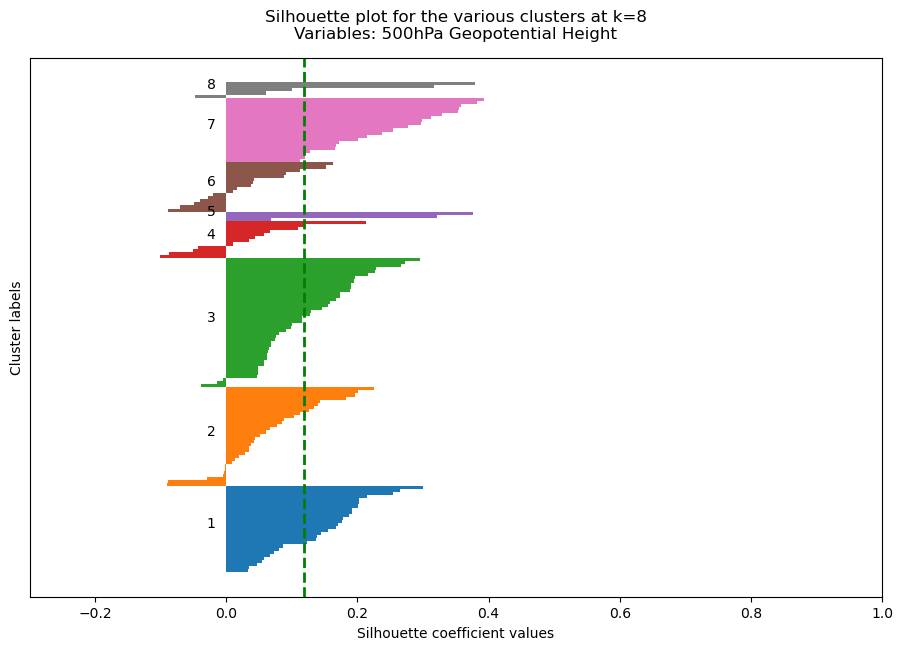 Silhouette plot for the various clusters at k=8
Variables: 500hPa Geopotential Height
Cluster labels
8
7
6
5
4
3
2
1
−0.2 0.0 0.2 0.4 0.6 0.8 1.0
Silhouette coefficient values